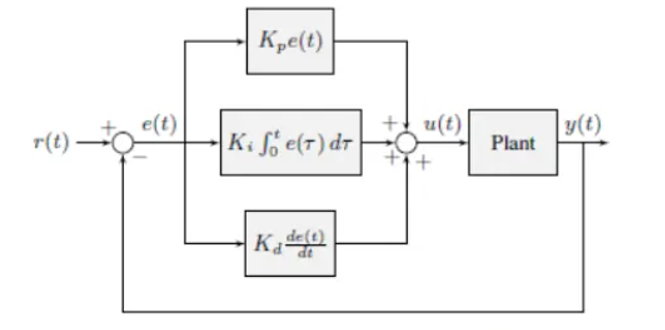 K_p e(t)
r(t) + − e(t) K_i ∫_0^t e(τ) dτ + + + u(t) Plant y(t)
K_d de(t)/dt